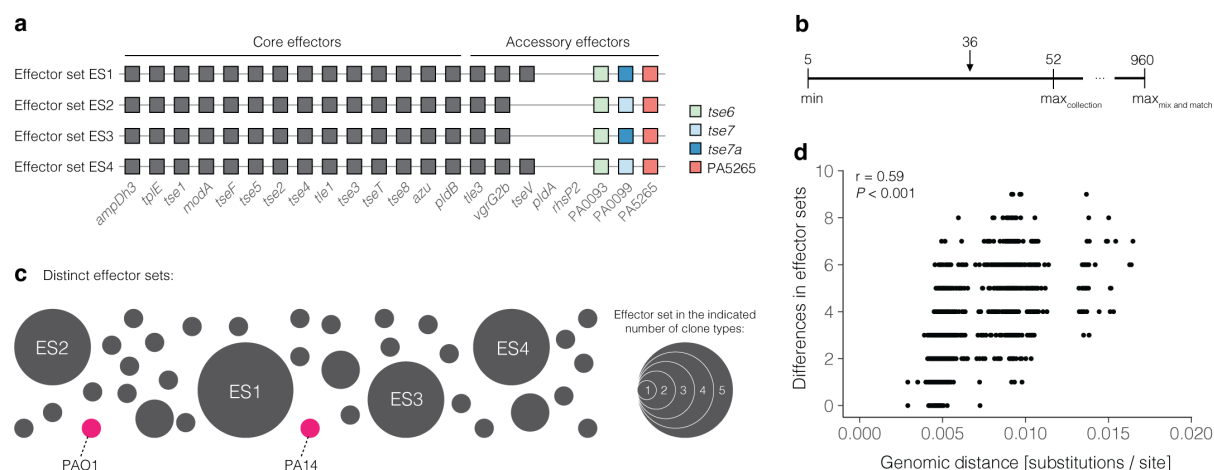 a
Core effectors
Accessory effectors
Effector set ES1
Effector set ES2
Effector set ES3
Effector set ES4
ampDh3
tplE
tse1
modA
tseF
tse5
tse2
tse4
tle1
tse3
tseT
tse8
azu
pldB
tle3
vgrG2b
tseV
pldA
rhsP2
PA0093
PA0099
PA5265
tse6
tse7
tse7a
PA5265
b
36
5
52
960
...
min
max collection
max mix and match
c
Distinct effector sets:
ES2
ES1
ES3
ES4
PAO1
PA14
Effector set in the indicated
number of clone types:
1
2
3
4
5
d
r = 0.59
P < 0.001
Differences in effector sets
10
8
6
4
2
0
0.000
0.005
0.010
0.015
0.020
Genomic distance [substitutions / site]